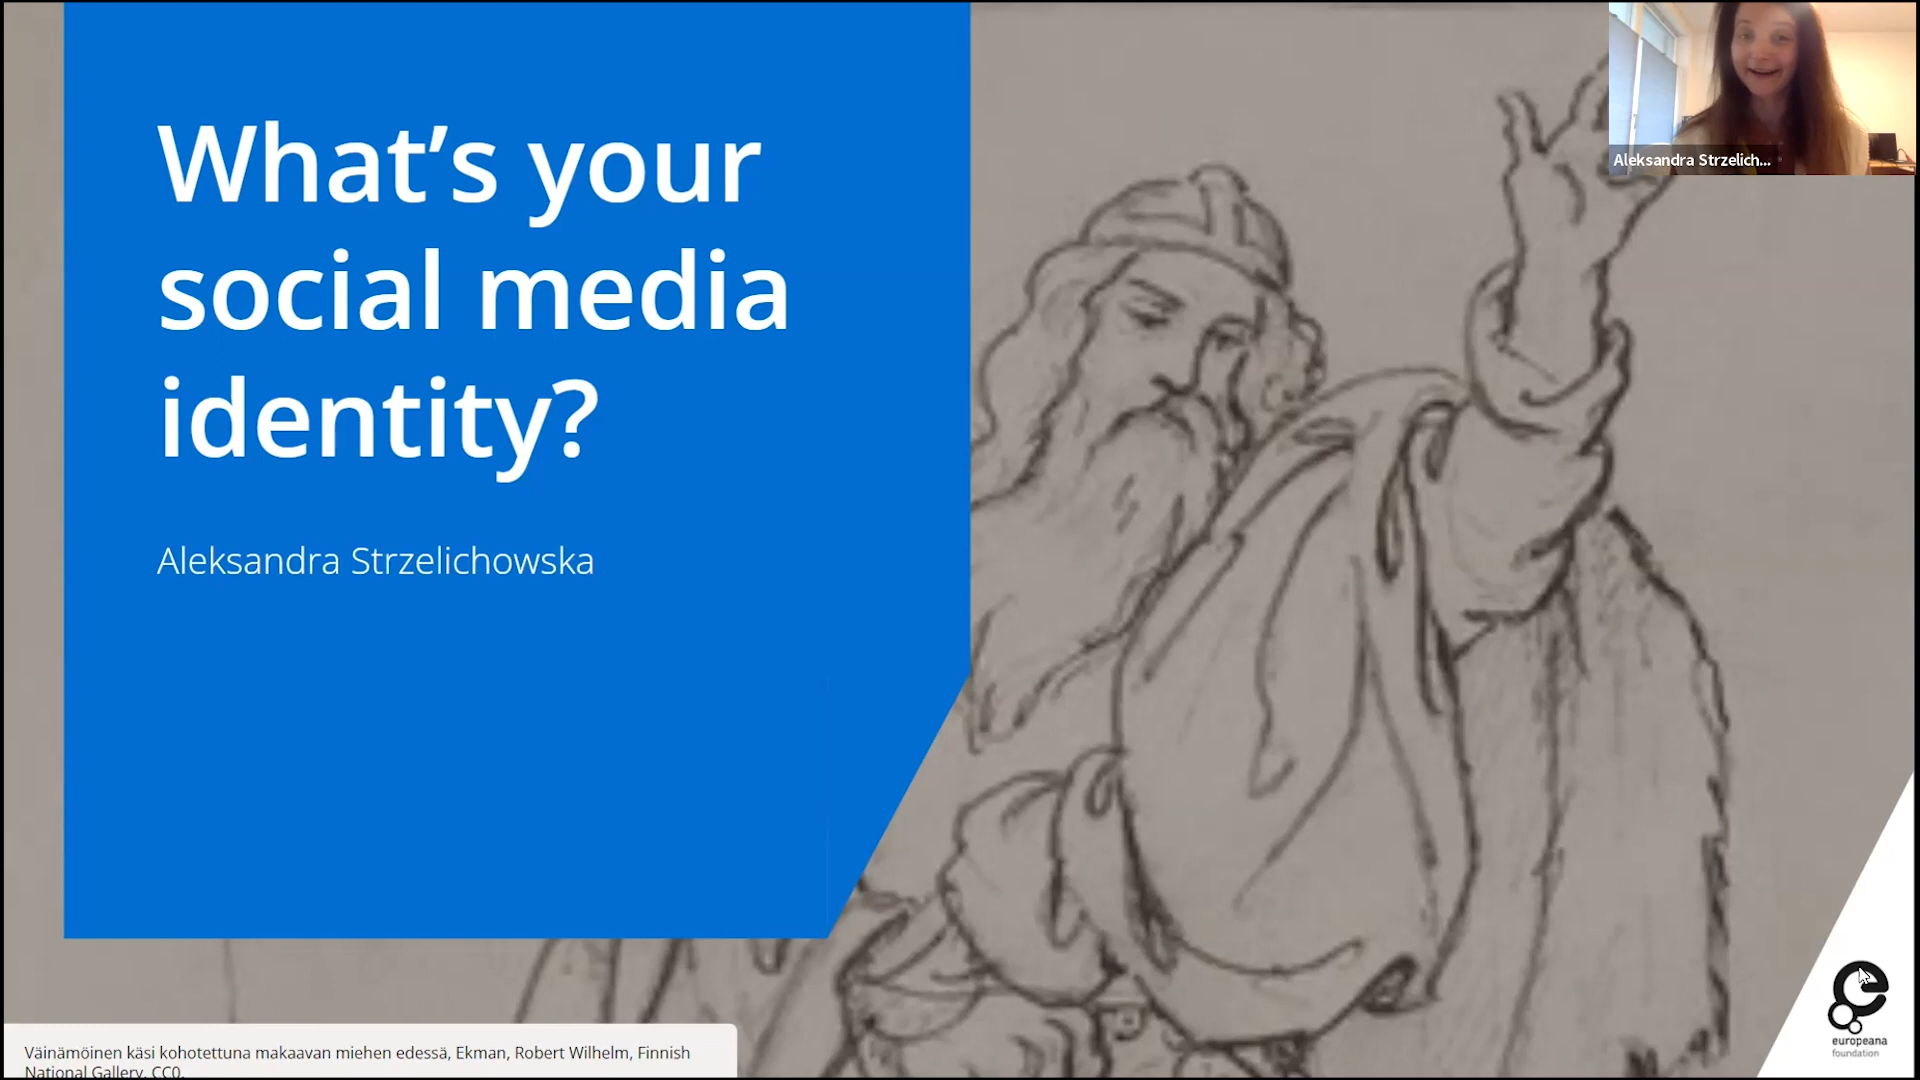 What's your
social media
identity?
Aleksandra Strzelichowska
Aleksandra Strzelich...
Väinämöinen käsi kohotettuna makaavan miehen edessä, Ekman, Robert Wilhelm, Finnish
National Gallery, CC0.
europeana
foundation